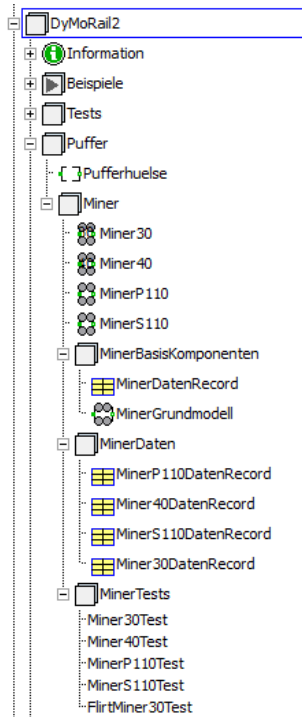 DyMoRail2
Information
Beispiele
Tests
Puffer
Pufferhuelse
Miner
Miner30
Miner40
MinerP110
MinerS110
MinerBasisKomponenten
MinerDatenRecord
MinerGrundmodell
MinerDaten
MinerP110DatenRecord
Miner40DatenRecord
MinerS110DatenRecord
Miner30DatenRecord
MinerTests
Miner30Test
Miner40Test
MinerP110Test
MinerS110Test
FlirtMiner30Test